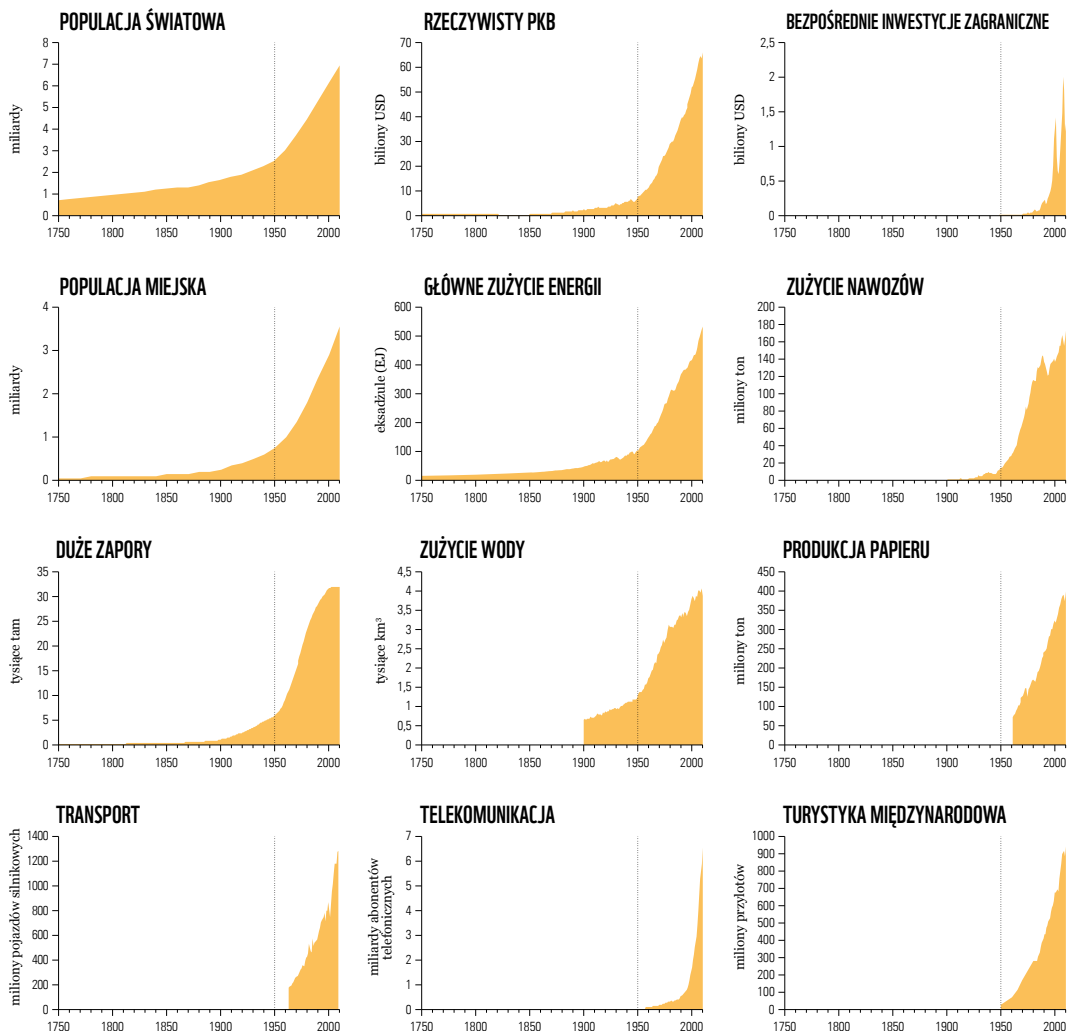 POPULACJA ŚWIATOWA
miliardy
8
7
6
5
4
3
2
1
0
1750 1800 1850 1900 1950 2000
RZECZYWISTY PKB
biliony USD
70
60
50
40
30
20
10
0
1750 1800 1850 1900 1950 2000
BEZPOŚREDNIE INWESTYCJE ZAGRANICZNE
biliony USD
2,5
2
1,5
1
0,5
0
1750 1800 1850 1900 1950 2000
POPULACJA MIEJSKA
miliardy
4
3
2
1
0
1750 1800 1850 1900 1950 2000
GŁÓWNE ZUŻYCIE ENERGII
eksadżule (EJ)
600
500
400
300
200
100
0
1750 1800 1850 1900 1950 2000
ZUŻYCIE NAWOZÓW
miliony ton
200
180
160
140
120
100
80
60
40
20
0
1750 1800 1850 1900 1950 2000
DUŻE ZAPORY
tysiące tam
35
30
25
20
15
10
5
0
1750 1800 1850 1900 1950 2000
ZUŻYCIE WODY
tysiące km³
4,5
4
3,5
3
2,5
2
1,5
1
0,5
0
1750 1800 1850 1900 1950 2000
PRODUKCJA PAPIERU
miliony ton
450
400
350
300
250
200
150
100
50
0
1750 1800 1850 1900 1950 2000
TRANSPORT
miliony pojazdów silnikowych
1400
1200
1000
800
600
400
200
0
1750 1800 1850 1900 1950 2000
TELEKOMUNIKACJA
miliardy abonentów
telefonicznych
7
6
5
4
3
2
1
0
1750 1800 1850 1900 1950 2000
TURYSTYKA MIĘDZYNARODOWA
miliony przylotów
1000
900
800
700
600
500
400
300
200
100
0
1750 1800 1850 1900 1950 2000